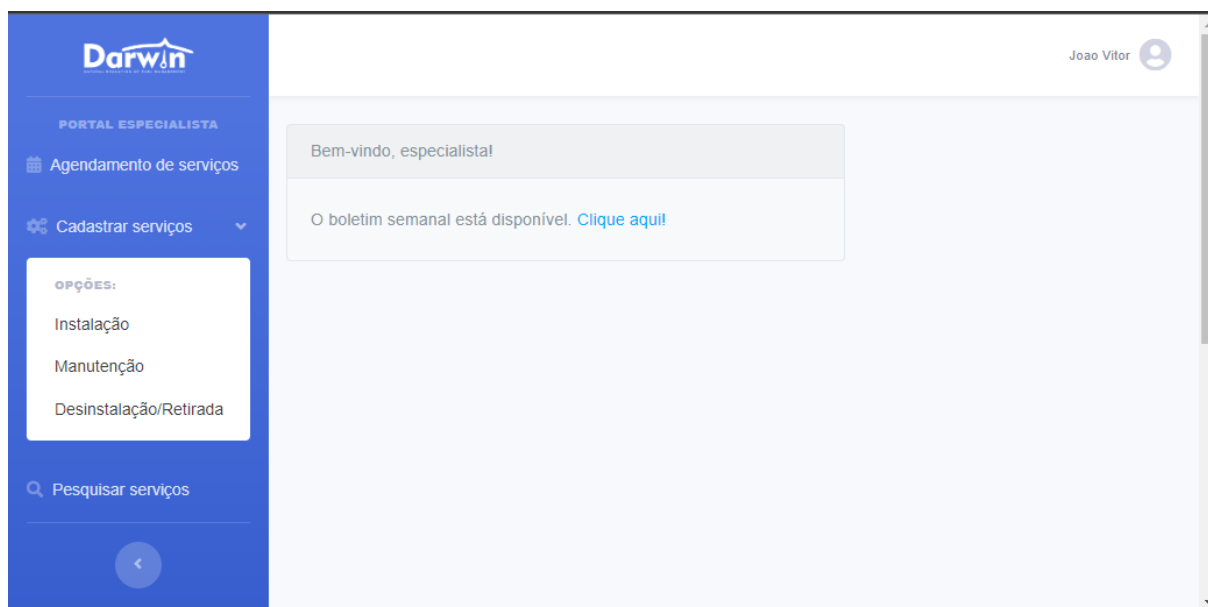 Darwin
Joao Vitor
PORTAL ESPECIALISTA
Agendamento de serviços
Cadastrar serviços
OPÇÕES:
Instalação
Manutenção
Desinstalação/Retirada
Pesquisar serviços
Bem-vindo, especialista!
O boletim semanal está disponível. Clique aqui!